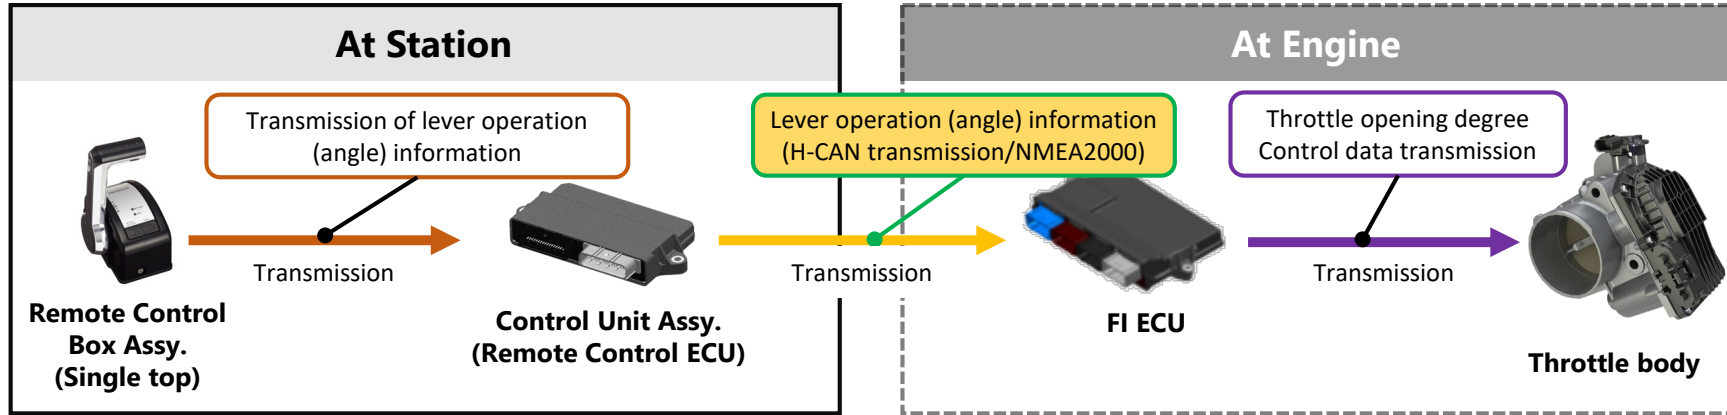 At Station
At Engine
Transmission of lever operation
(angle) information
Lever operation (angle) information
(H-CAN transmission/NMEA2000)
Throttle opening degree
Control data transmission
Transmission
Transmission
Transmission
Remote Control
Box Assy.
(Single top)
Control Unit Assy.
(Remote Control ECU)
FI ECU
Throttle body